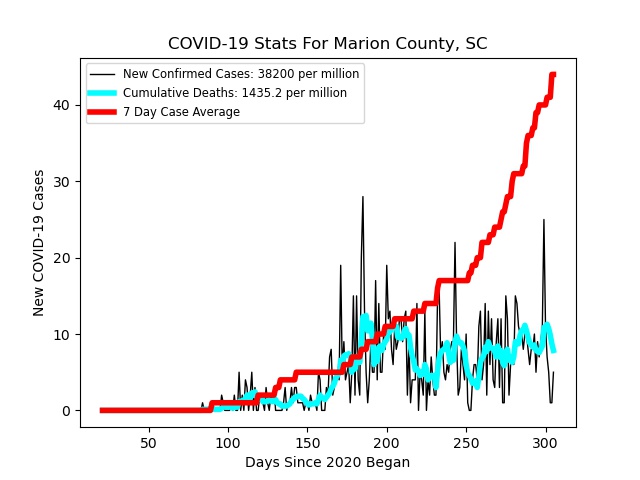 COVID-19 Stats For Marion County, SC
New Confirmed Cases: 38200 per million
Cumulative Deaths: 1435.2 per million
7 Day Case Average
New COVID-19 Cases
40
30
20
10
0
50 100 150 200 250 300
Days Since 2020 Began